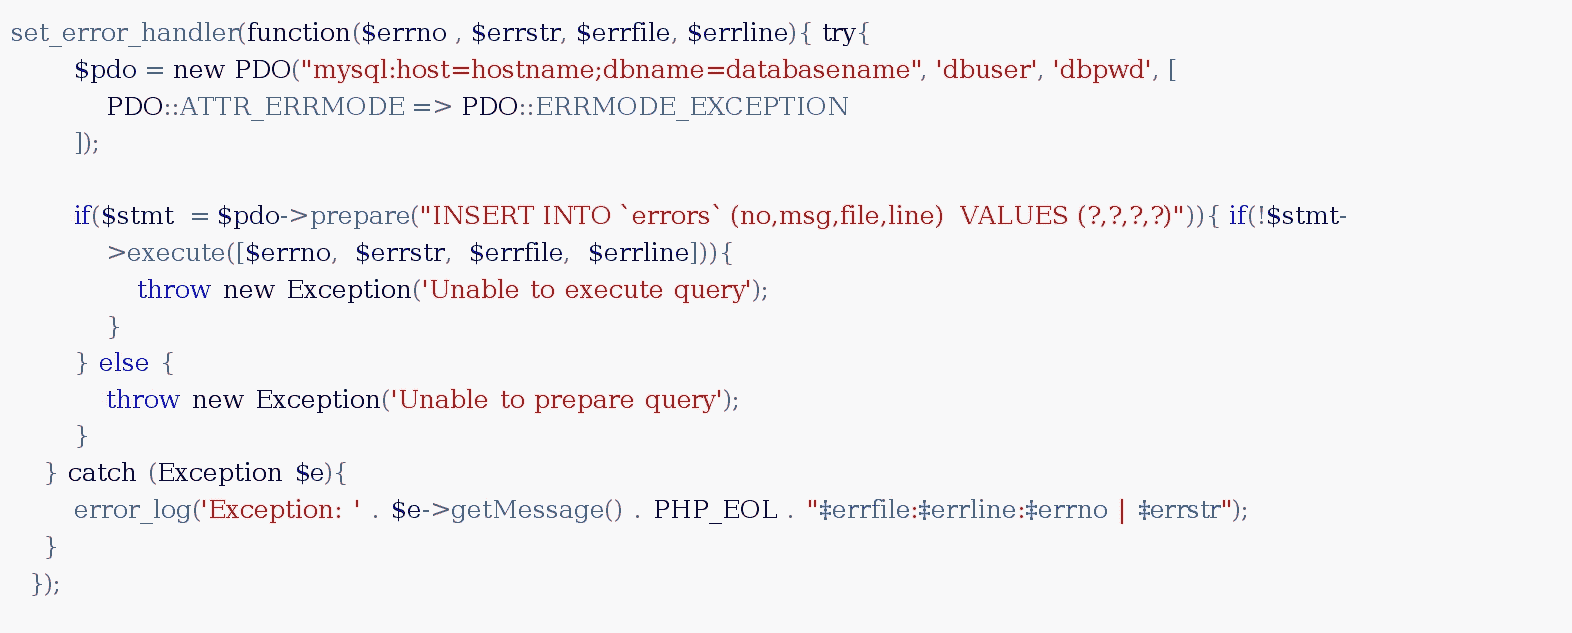 set_error_handler(function($errno , $errstr, $errfile, $errline){ try{
$pdo = new PDO("mysql:host=hostname;dbname=databasename", 'dbuser', 'dbpwd', [
PDO::ATTR_ERRMODE => PDO::ERRMODE_EXCEPTION
]);
if($stmt = $pdo->prepare("INSERT INTO `errors` (no,msg,file,line) VALUES (?,?,?,?)")){ if(!$stmt-
>execute([$errno, $errstr, $errfile, $errline])){
throw new Exception('Unable to execute query');
}
} else {
throw new Exception('Unable to prepare query');
}
} catch (Exception $e){
error_log('Exception: ' . $e->getMessage() . PHP_EOL . "‡errfile:‡errline:‡errno | ‡errstr");
}
});